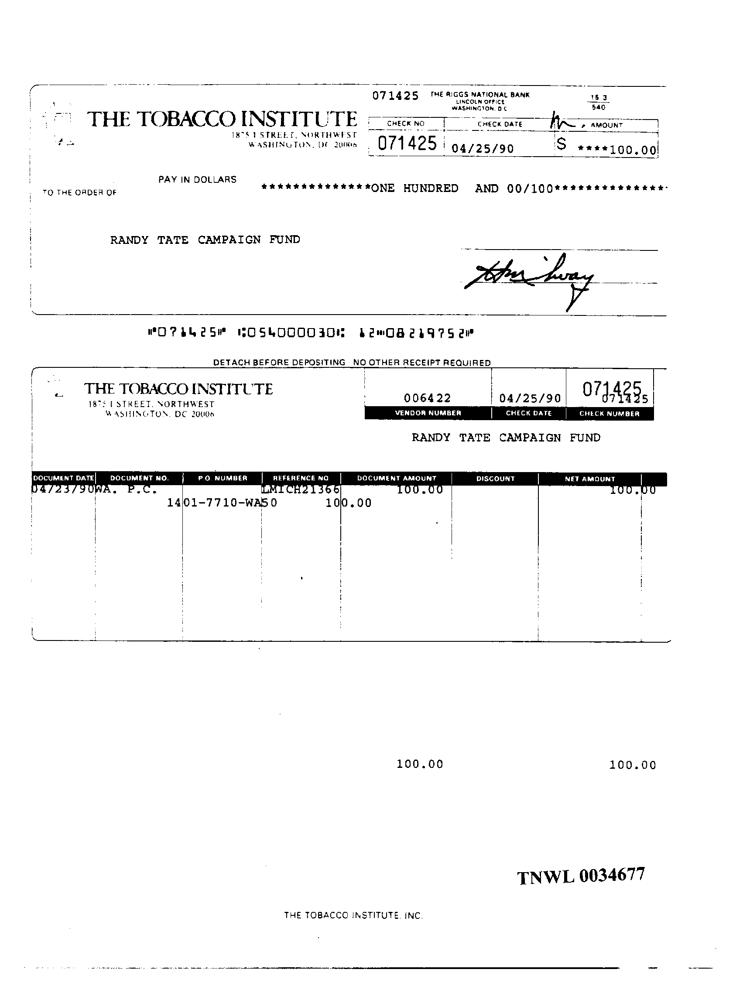 071425 THE RIGGS NATIONAL BANK
LINCOLN OFFICE
WASHINGTON, D.C.
15 3
540
THE TOBACCO INSTITUTE
1875 I STREET, NORTHWEST
WASHINGTON, DC 20006
CHECK NO CHECK DATE AMOUNT
071425 04/25/90 $ ****100.00
PAY IN DOLLARS **************ONE HUNDRED AND 00/100**************
TO THE ORDER OF
RANDY TATE CAMPAIGN FUND
⑈071425⑈ ⑆054000030⑆ 12⑈08219752⑈
DETACH BEFORE DEPOSITING NO OTHER RECEIPT REQUIRED
THE TOBACCO INSTITUTE
1875 I STREET, NORTHWEST
WASHINGTON, DC 20006
006422 04/25/90 071425
071425
VENDOR NUMBER CHECK DATE CHECK NUMBER
RANDY TATE CAMPAIGN FUND
DOCUMENT DATE DOCUMENT NO. P O NUMBER REFERENCE NO DOCUMENT AMOUNT DISCOUNT NET AMOUNT
04/23/90WA. P.C. LMICH21366 100.00 100.00
1401-7710-WA50 100.00
100.00 100.00
TNWL 0034677
THE TOBACCO INSTITUTE, INC.